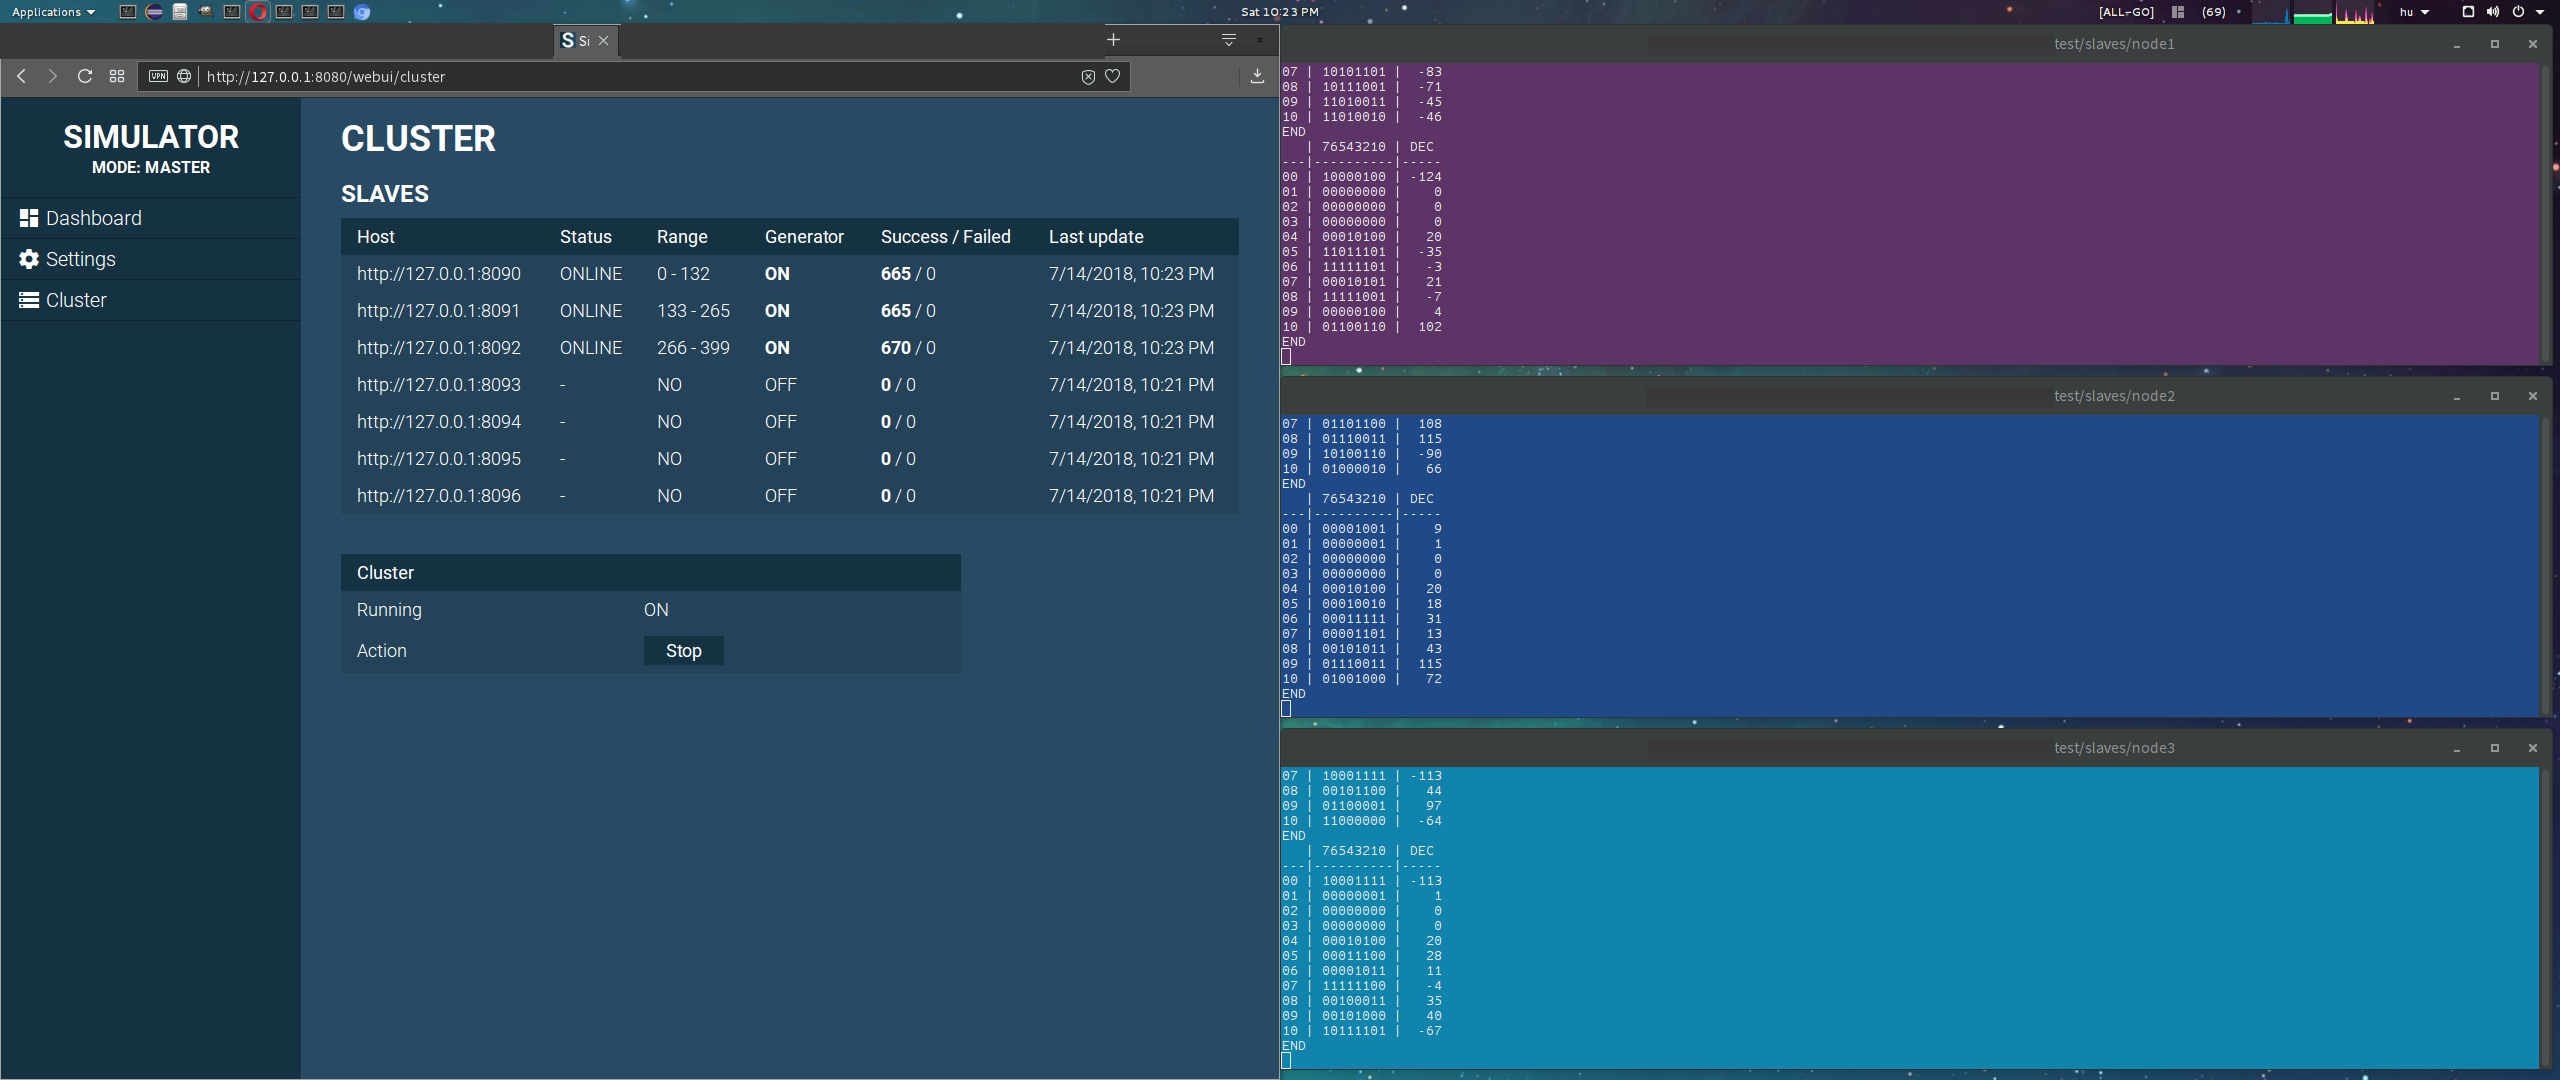 Applications
Sat 10:23 PM
[ALL-GO]
(69)
hu
Si
VPN
http://127.0.0.1:8080/webui/cluster
SIMULATOR
MODE: MASTER
Dashboard
Settings
Cluster
CLUSTER
SLAVES
Host Status Range Generator Success / Failed Last update
http://127.0.0.1:8090 ONLINE 0 - 132 ON 665 / 0 7/14/2018, 10:23 PM
http://127.0.0.1:8091 ONLINE 133 - 265 ON 665 / 0 7/14/2018, 10:23 PM
http://127.0.0.1:8092 ONLINE 266 - 399 ON 670 / 0 7/14/2018, 10:23 PM
http://127.0.0.1:8093 - NO OFF 0 / 0 7/14/2018, 10:21 PM
http://127.0.0.1:8094 - NO OFF 0 / 0 7/14/2018, 10:21 PM
http://127.0.0.1:8095 - NO OFF 0 / 0 7/14/2018, 10:21 PM
http://127.0.0.1:8096 - NO OFF 0 / 0 7/14/2018, 10:21 PM
Cluster
Running ON
Action Stop
test/slaves/node1
07 | 10101101 | -83
08 | 10111001 | -71
09 | 11010011 | -45
10 | 11010010 | -46
END
| 76543210 | DEC
---|----------|-----
00 | 10000100 | -124
01 | 00000000 | 0
02 | 00000000 | 0
03 | 00000000 | 0
04 | 00010100 | 20
05 | 11011101 | -35
06 | 11111101 | -3
07 | 00010101 | 21
08 | 11111001 | -7
09 | 00000100 | 4
10 | 01100110 | 102
END
test/slaves/node2
07 | 01101100 | 108
08 | 01110011 | 115
09 | 10100110 | -90
10 | 01000010 | 66
END
| 76543210 | DEC
---|----------|-----
00 | 00001001 | 9
01 | 00000001 | 1
02 | 00000000 | 0
03 | 00000000 | 0
04 | 00010100 | 20
05 | 00010010 | 18
06 | 00011111 | 31
07 | 00001101 | 13
08 | 00101011 | 43
09 | 01110011 | 115
10 | 01001000 | 72
END
test/slaves/node3
07 | 10001111 | -113
08 | 00101100 | 44
09 | 01100001 | 97
10 | 11000000 | -64
END
| 76543210 | DEC
---|----------|-----
00 | 10001111 | -113
01 | 00000001 | 1
02 | 00000000 | 0
03 | 00000000 | 0
04 | 00010100 | 20
05 | 00011100 | 28
06 | 00001011 | 11
07 | 11111100 | -4
08 | 00100011 | 35
09 | 00101000 | 40
10 | 10111101 | -67
END